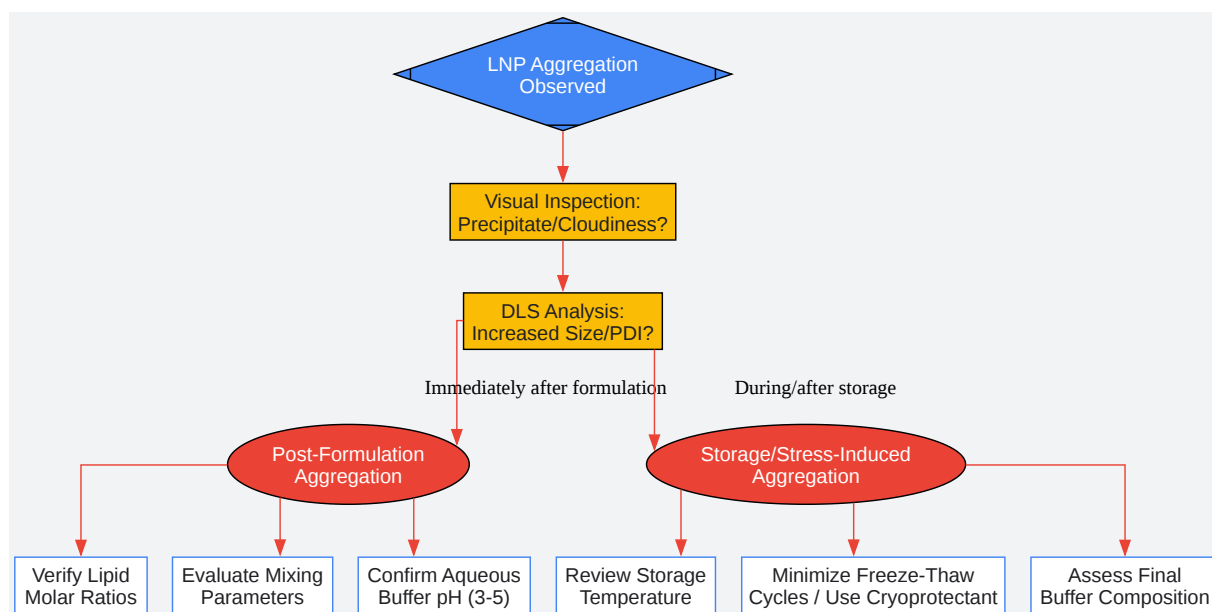 LNP Aggregation
Observed
Visual Inspection:
Precipitate/Cloudiness?
DLS Analysis:
Increased Size/PDI?
Immediately after formulation
During/after storage
Post-Formulation
Aggregation
Storage/Stress-Induced
Aggregation
Verify Lipid
Molar Ratios
Evaluate Mixing
Parameters
Confirm Aqueous
Buffer pH (3-5)
Review Storage
Temperature
Minimize Freeze-Thaw
Cycles / Use Cryoprotectant
Assess Final
Buffer Composition